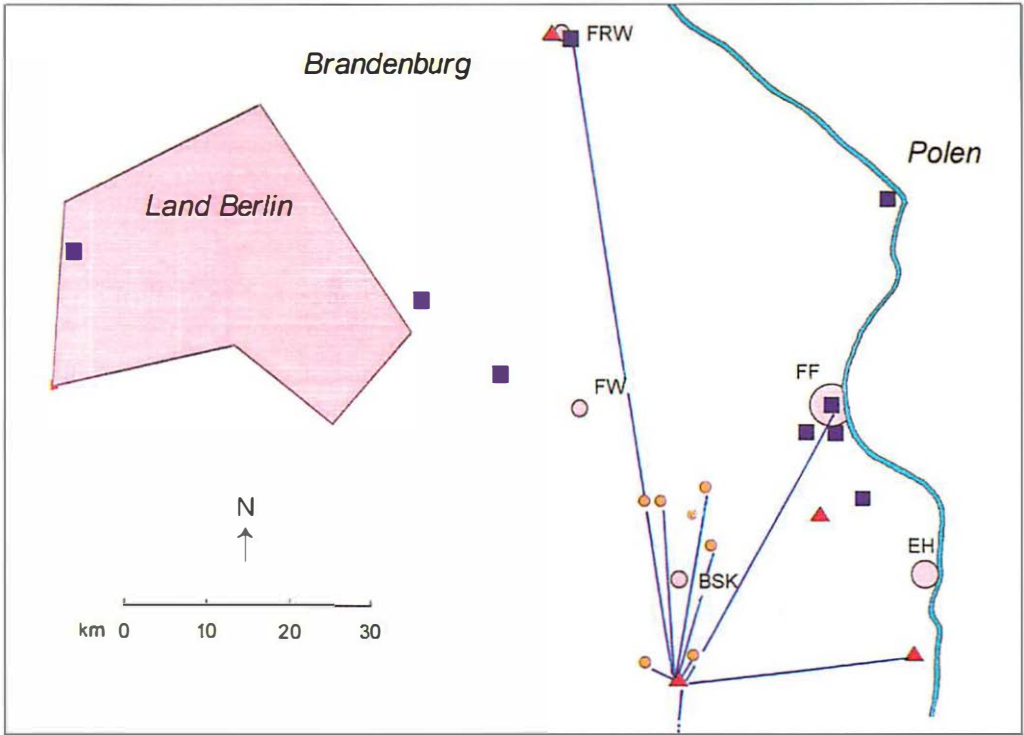 FRW
Brandenburg
Polen
Land Berlin
FF
FW
N
EH
BSK
km 0 10 20 30